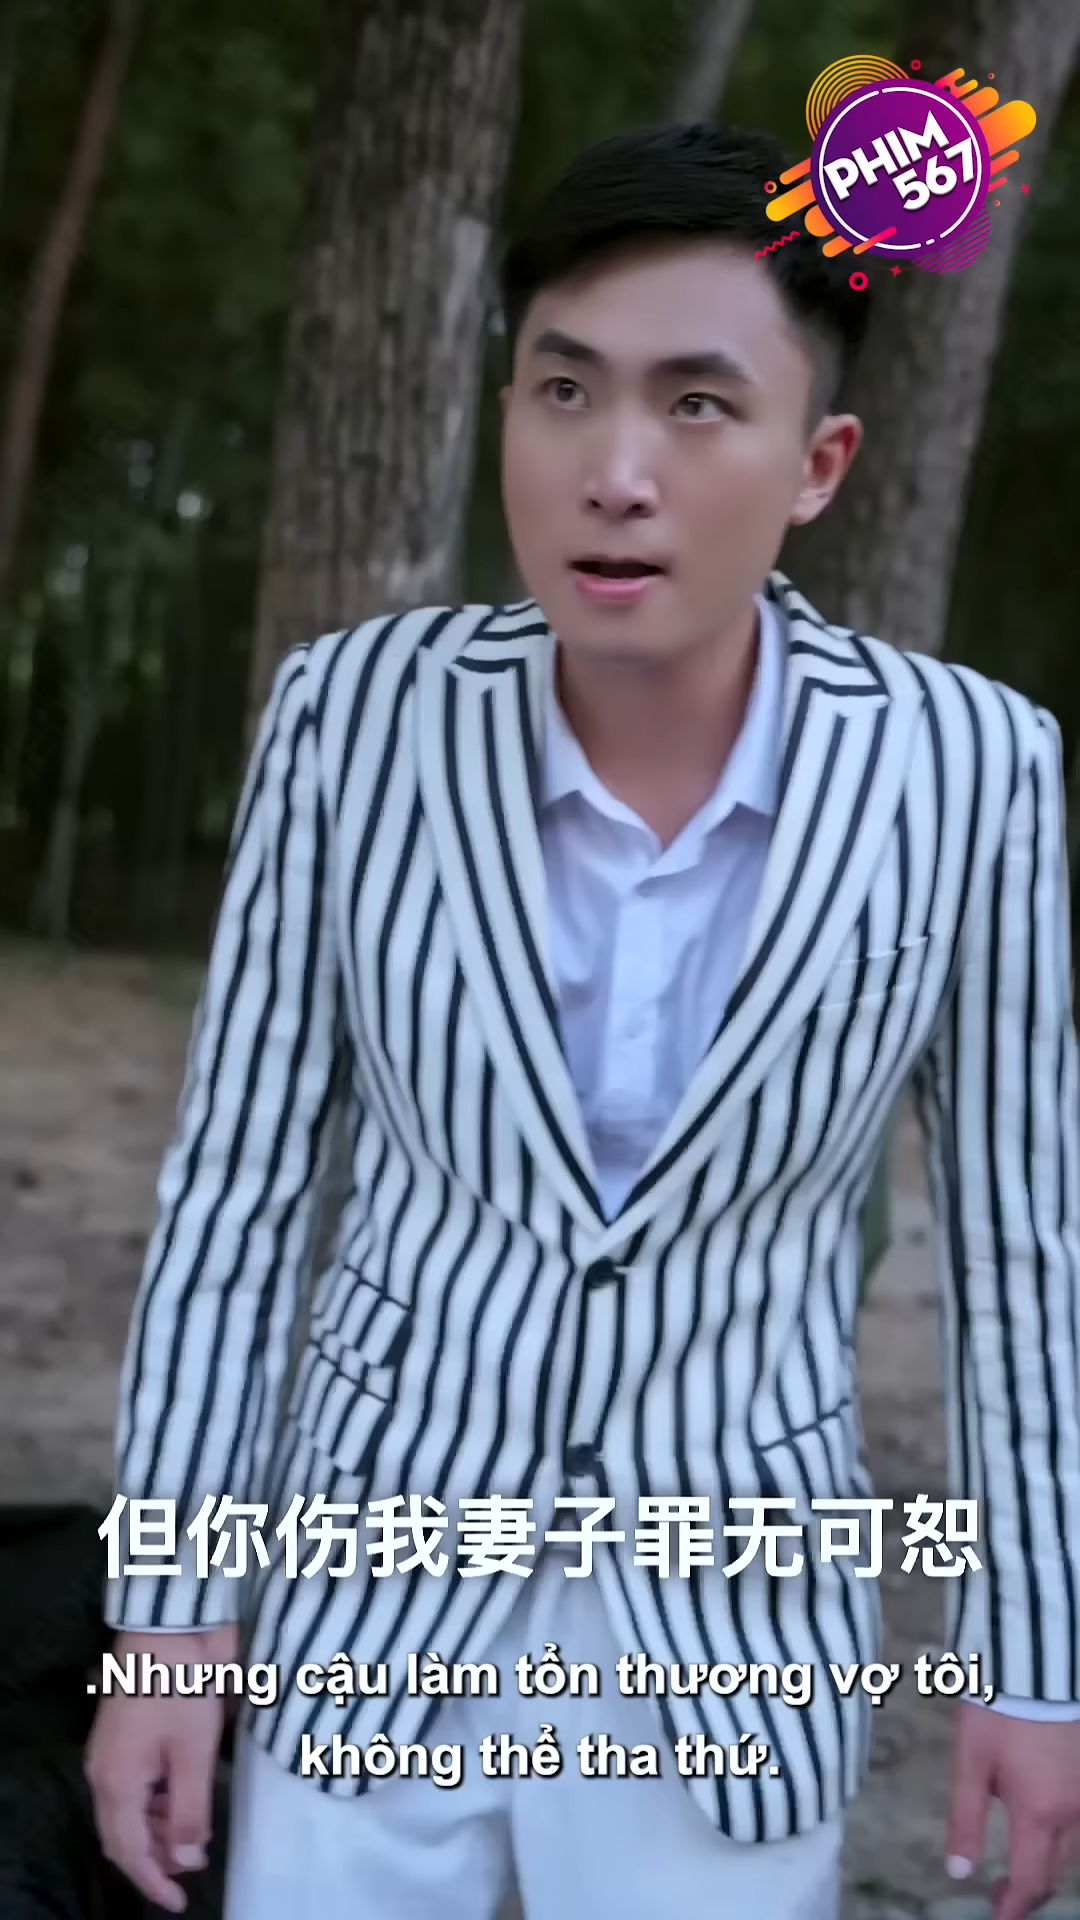 PHIM
567
但你伤我妻子罪无可恕
.Nhưng cậu làm tổn thương vợ tôi,
không thể tha thứ.